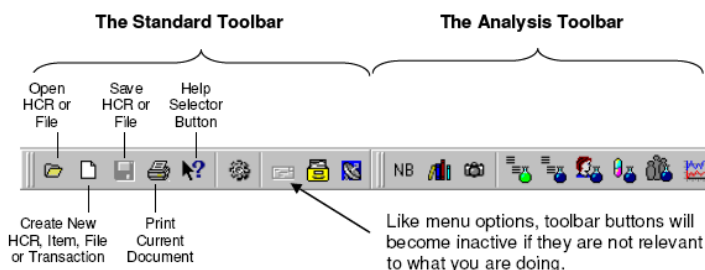 The Standard Toolbar
The Analysis Toolbar
Open
HCR or
File
Save
HCR or
File
Help
Selector
Button
NB
Create New
HCR, Item, File
or Transaction
Print
Current
Document
Like menu options, toolbar buttons will
become inactive if they are not relevant
to what you are doing.